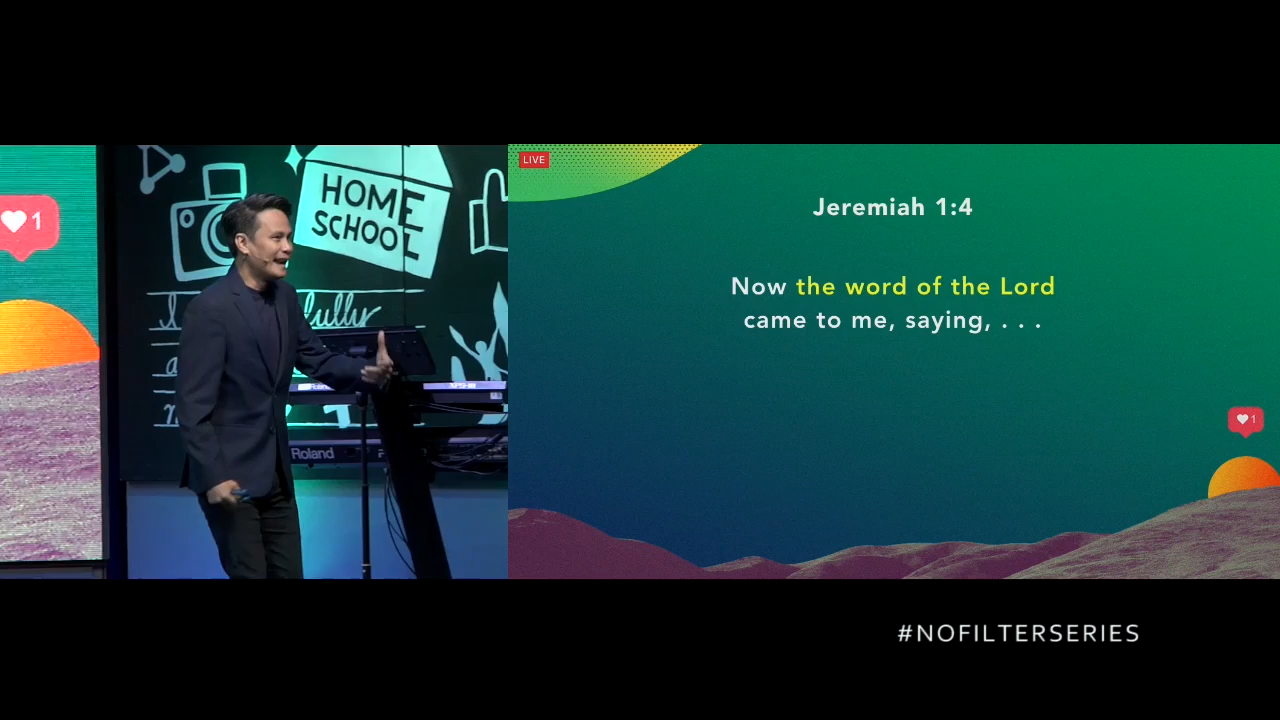 1
HOME
SCHOOL
Roland
LIVE
Jeremiah 1:4
Now the word of the Lord
came to me, saying, . . .
1
#NOFILTERSERIES